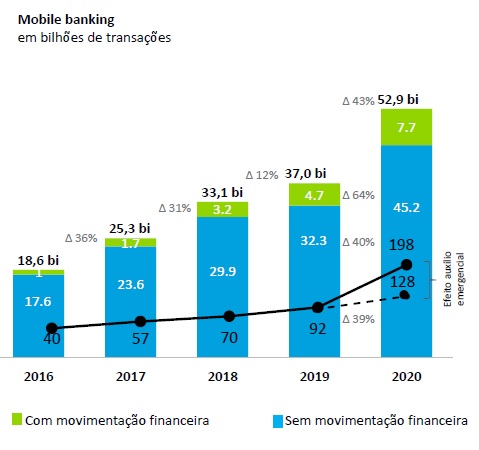 Mobile banking
em bilhões de transações
Δ 43% 52,9 bi
7.7
Δ 12% 37,0 bi
Δ 31% 33,1 bi
4.7 Δ 64%
3.2
45.2
Δ 36% 25,3 bi
1.7
32.3 Δ 40% 198
18,6 bi
1
29.9
23.6
17.6
128
Efeito auxílio
emergencial
40 57 70 92 Δ 39%
2016 2017 2018 2019 2020
Com movimentação financeira Sem movimentação financeira